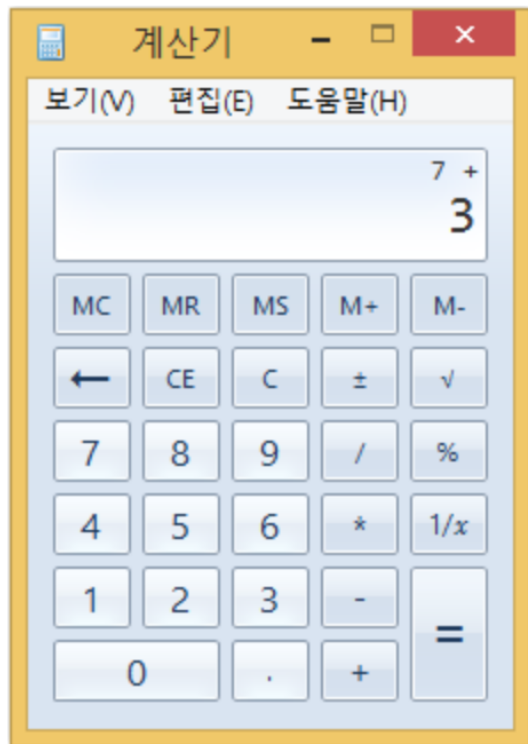 계산기
보기(V) 편집(E) 도움말(H)
7 +
3
MC MR MS M+ M-
← CE C ± √
7 8 9 / %
4 5 6 * 1/x
1 2 3 - =
0 . +